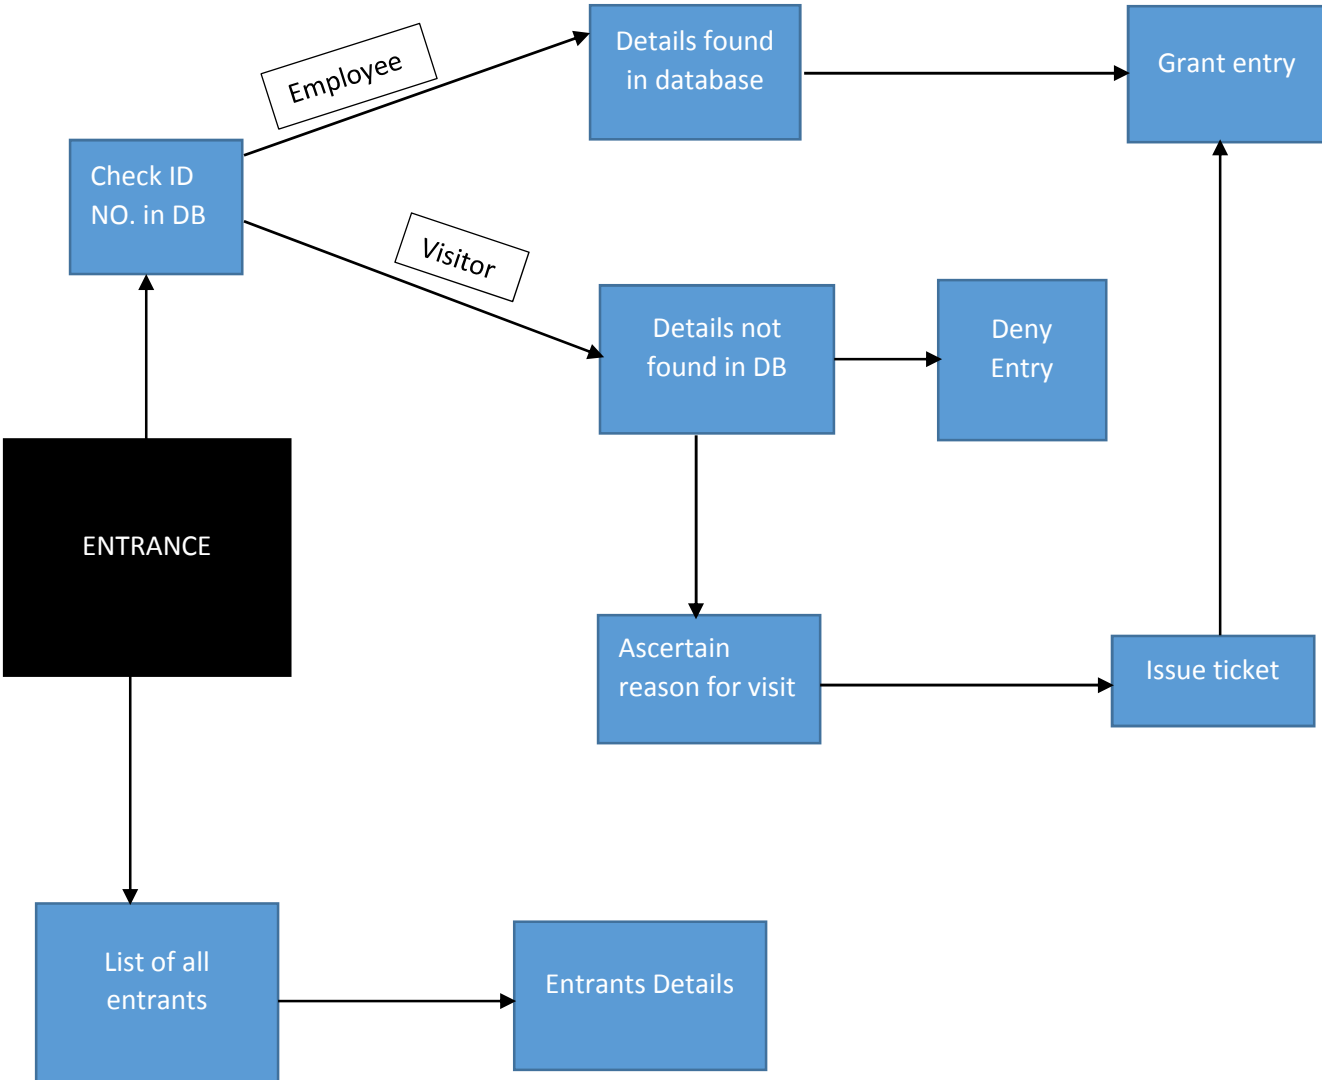 Employee
Details found
in database
Grant entry
Check ID
NO. in DB
Visitor
Details not
found in DB
Deny
Entry
ENTRANCE
Ascertain
reason for visit
Issue ticket
List of all
entrants
Entrants Details